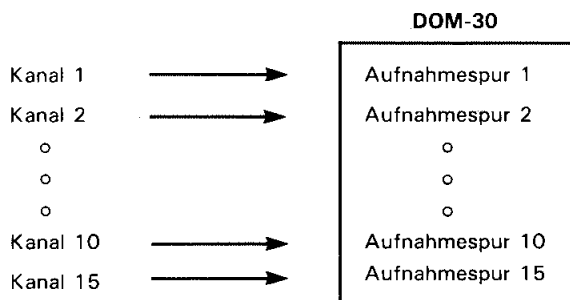 DOM-30
Kanal 1 Aufnahmespur 1
Kanal 2 Aufnahmespur 2
Kanal 10 Aufnahmespur 10
Kanal 15 Aufnahmespur 15